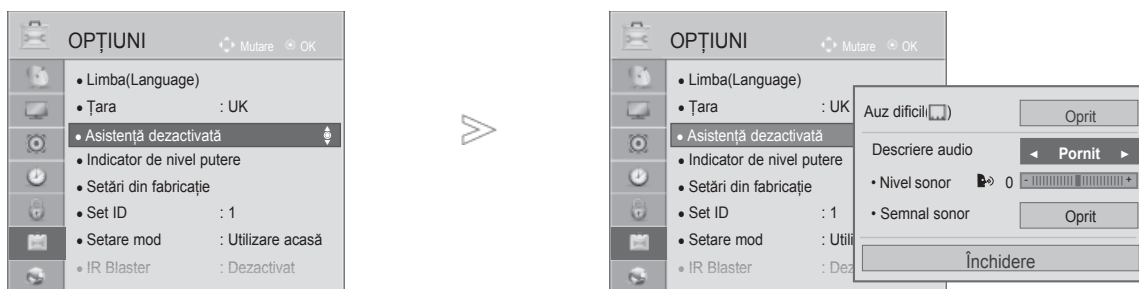 OPȚIUNI
Mutare OK
• Limba(Language)
• Țara : UK
• Asistență dezactivată
• Indicator de nivel putere
• Setări din fabricație
• Set ID : 1
• Setare mod : Utilizare acasă
• IR Blaster : Dezactivat
OPȚIUNI
Mutare OK
• Limba(Language)
• Țara : UK
• Asistență dezactivată
• Indicator de nivel putere
• Setări din fabricație
• Set ID : 1
• Setare mod : Utili
• IR Blaster : Dez
Auz dificil( ) Oprit
Descriere audio ◄ Pornit ►
• Nivel sonor 0 - +
• Semnal sonor Oprit
Închidere